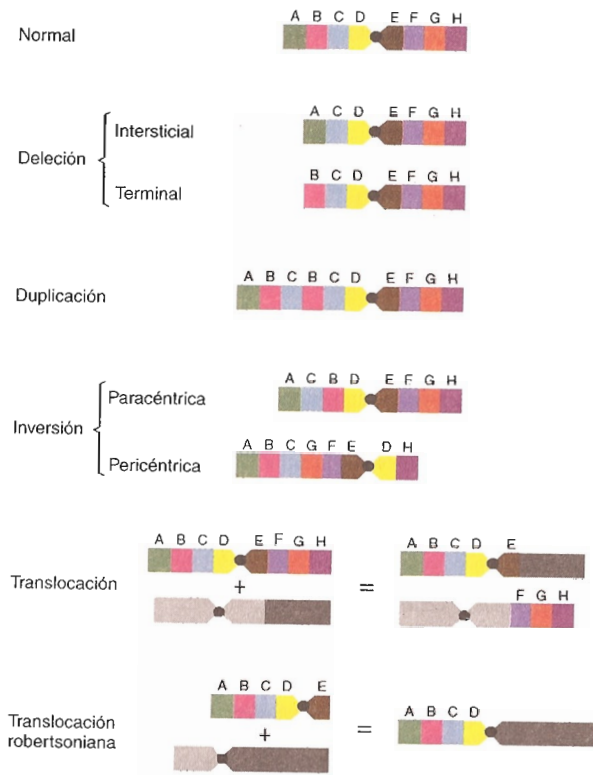 A B C D E F G H
Normal
A C D E F G H
Intersticial
Deleción
B C D E F G H
Terminal
A B C B C D E F G H
Duplicación
A C B D E F G H
Paracéntrica
Inversión
A B C G F E D H
Pericéntrica
A B C D E F G H
A B C D E
Translocación + =
F G H
A B C D E
A B C D
Translocación
robertsoniana + =